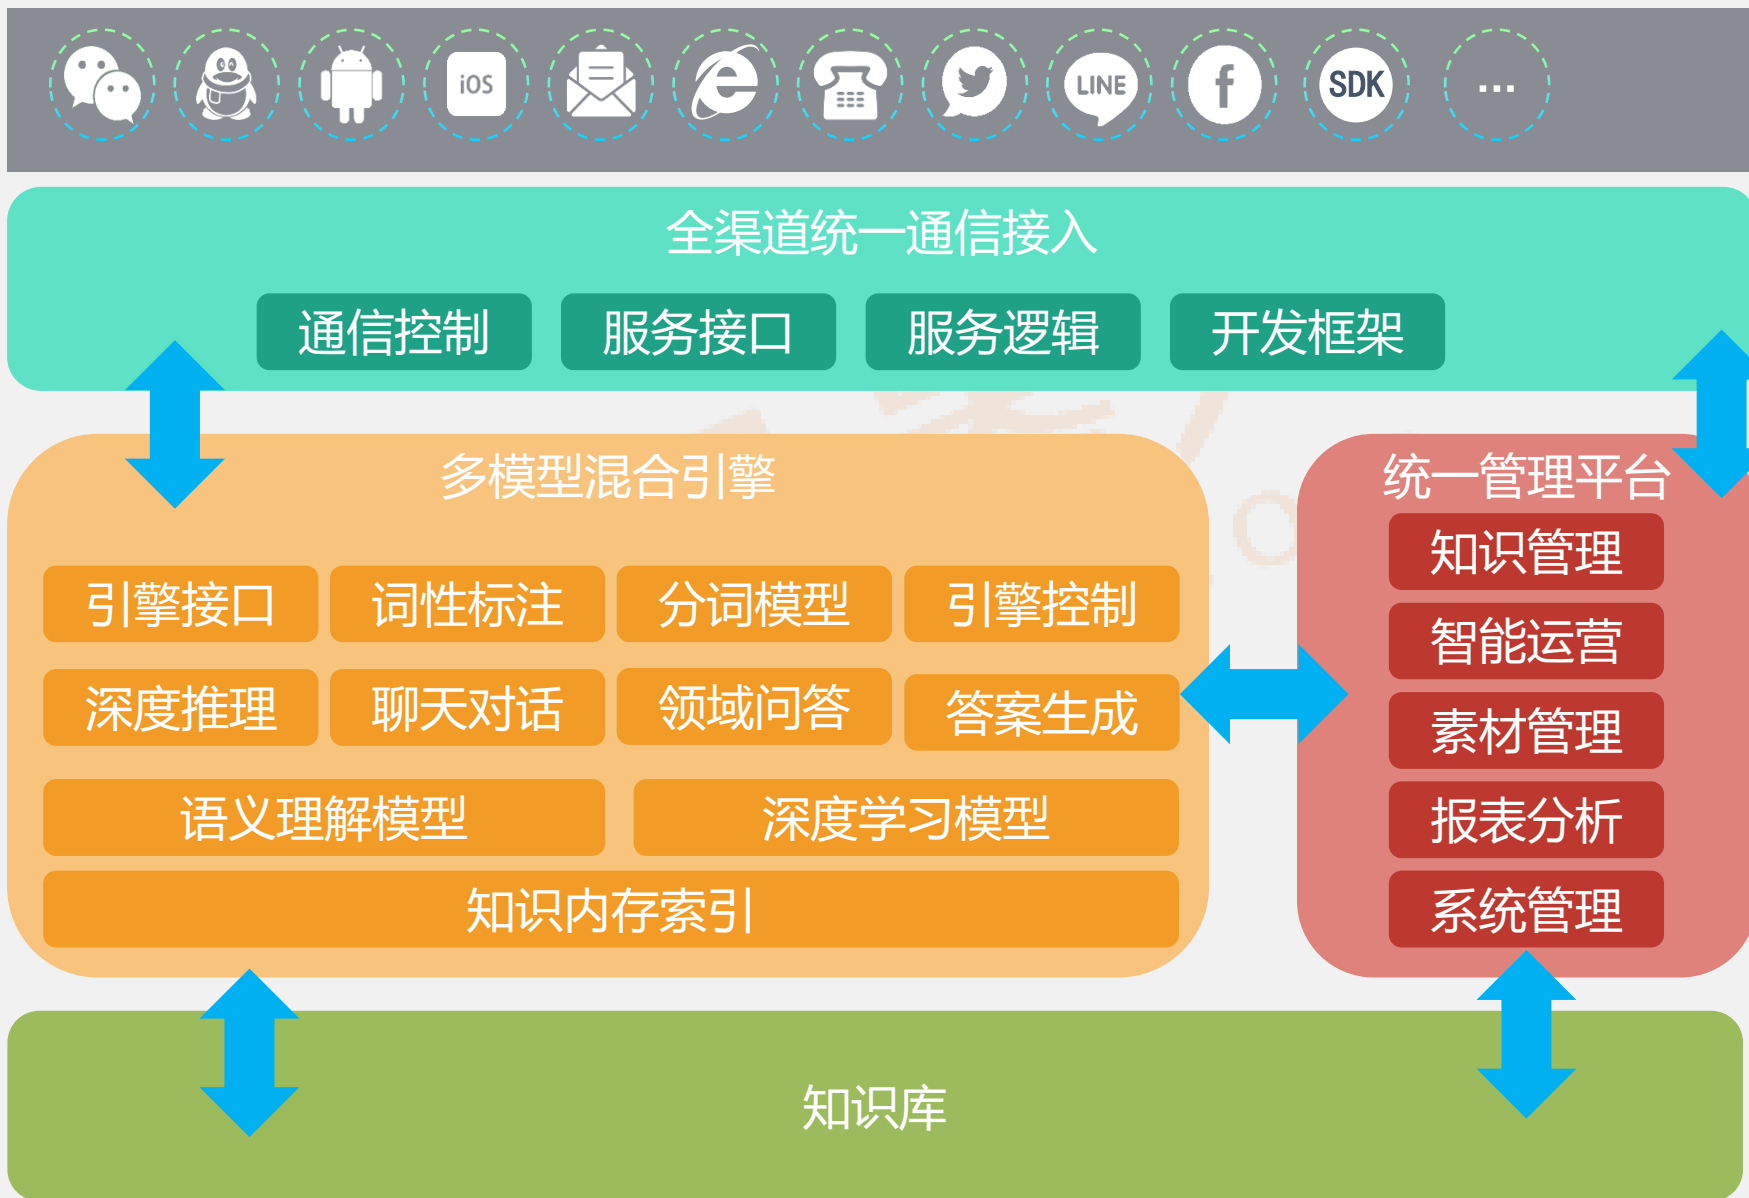 iOS
LINE
f
SDK
...
全渠道统一通信接入
通信控制
服务接口
服务逻辑
开发框架
多模型混合引擎
引擎接口
词性标注
分词模型
引擎控制
深度推理
聊天对话
领域问答
答案生成
语义理解模型
深度学习模型
知识内存索引
统一管理平台
知识管理
智能运营
素材管理
报表分析
系统管理
知识库